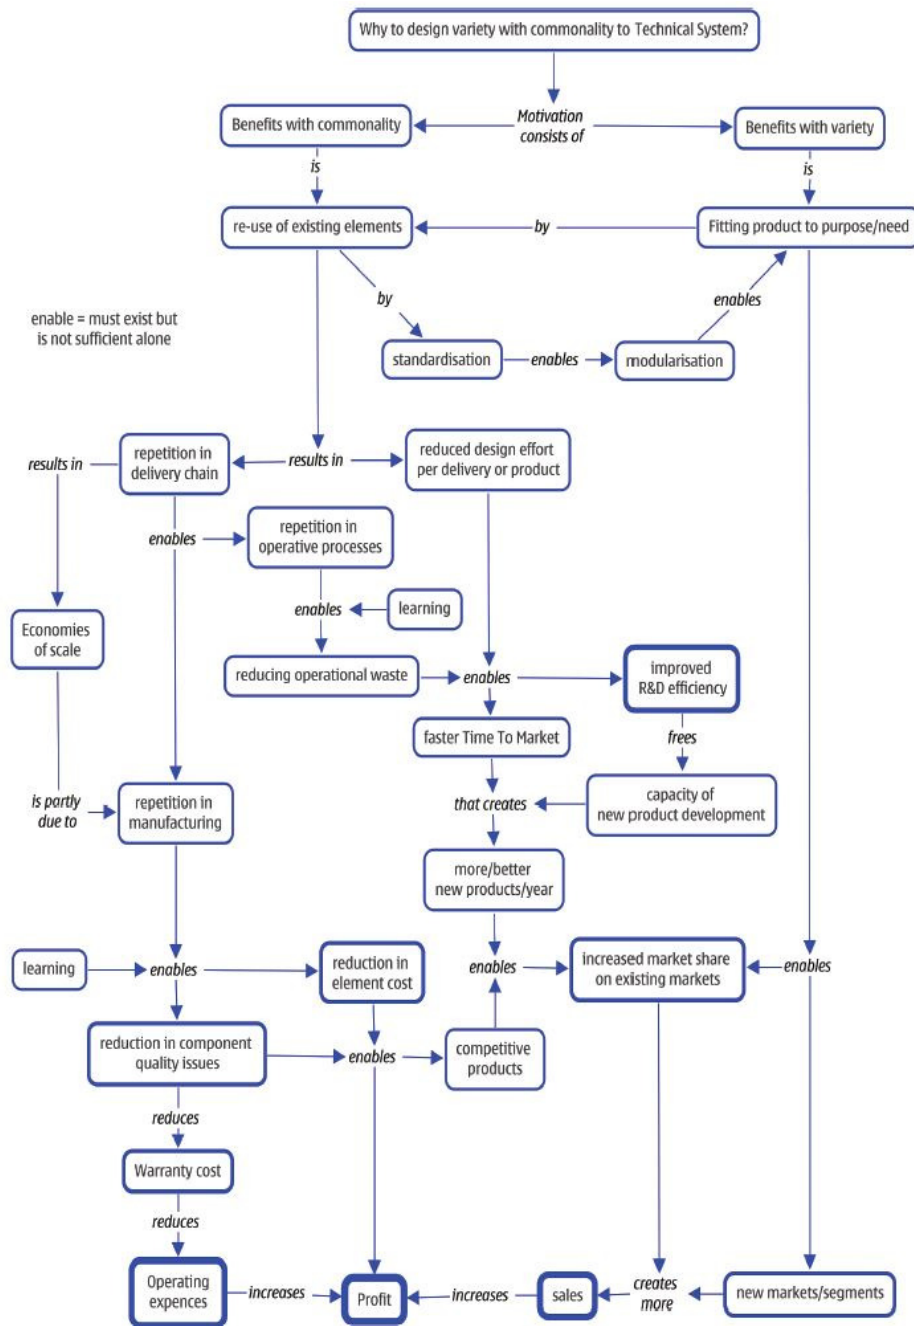 Why to design variety with commonality to Technical System?
Motivation
consists of
Benefits with commonality
Benefits with variety
is
is
re-use of existing elements
by
Fitting product to purpose/need
by
enables
enable = must exist but
is not sufficient alone
standardisation
enables
modularisation
results in
repetition in
delivery chain
results in
reduced design effort
per delivery or product
enables
repetition in
operative processes
enables
learning
Economies
of scale
reducing operational waste
enables
improved
R&D efficiency
faster Time To Market
frees
is partly
due to
repetition in
manufacturing
that creates
capacity of
new product development
more/better
new products/year
learning
enables
reduction in
element cost
enables
increased market share
on existing markets
enables
reduction in component
quality issues
enables
competitive
products
reduces
Warranty cost
reduces
Operating
expences
increases
Profit
increases
sales
creates
more
new markets/segments